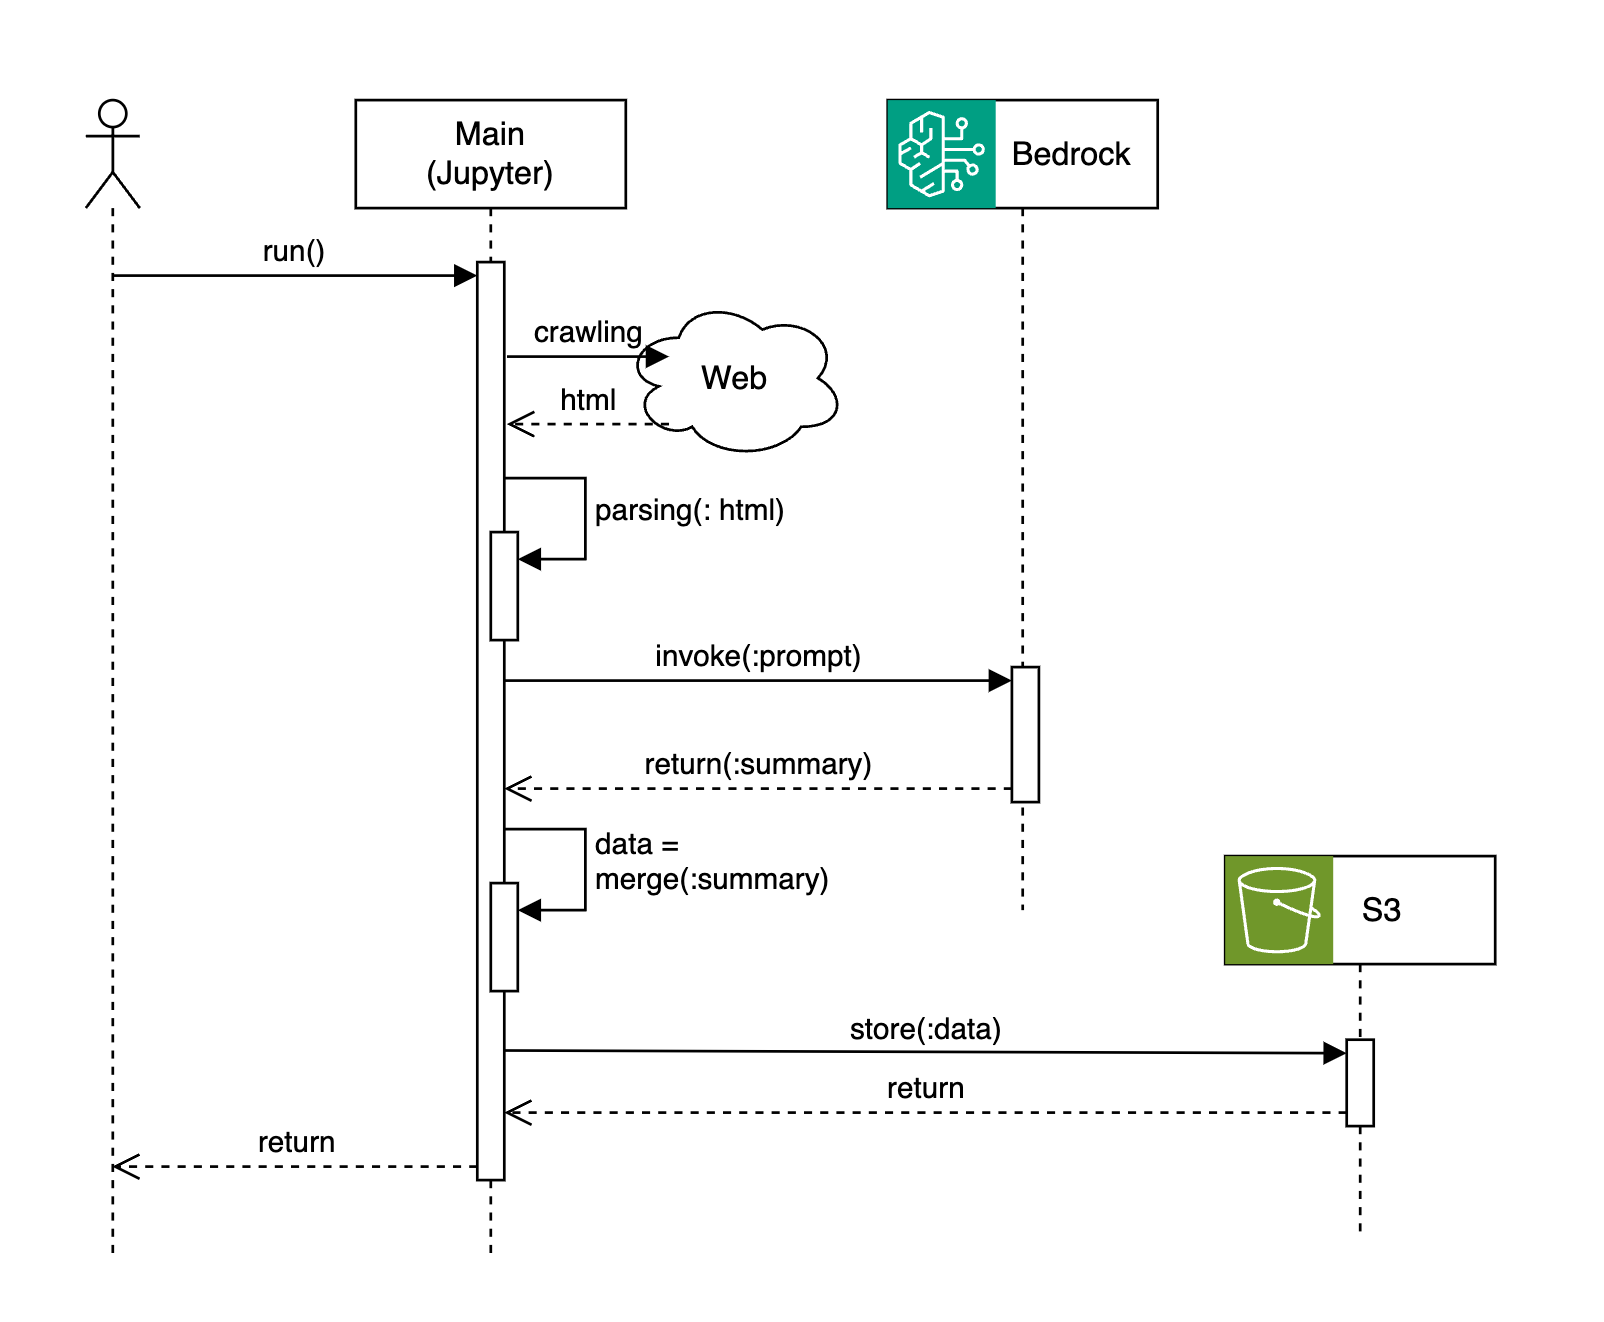 Main
(Jupyter)
Bedrock
run()
crawling
Web
html
parsing(: html)
invoke(:prompt)
return(:summary)
data =
merge(:summary)
S3
store(:data)
return
return